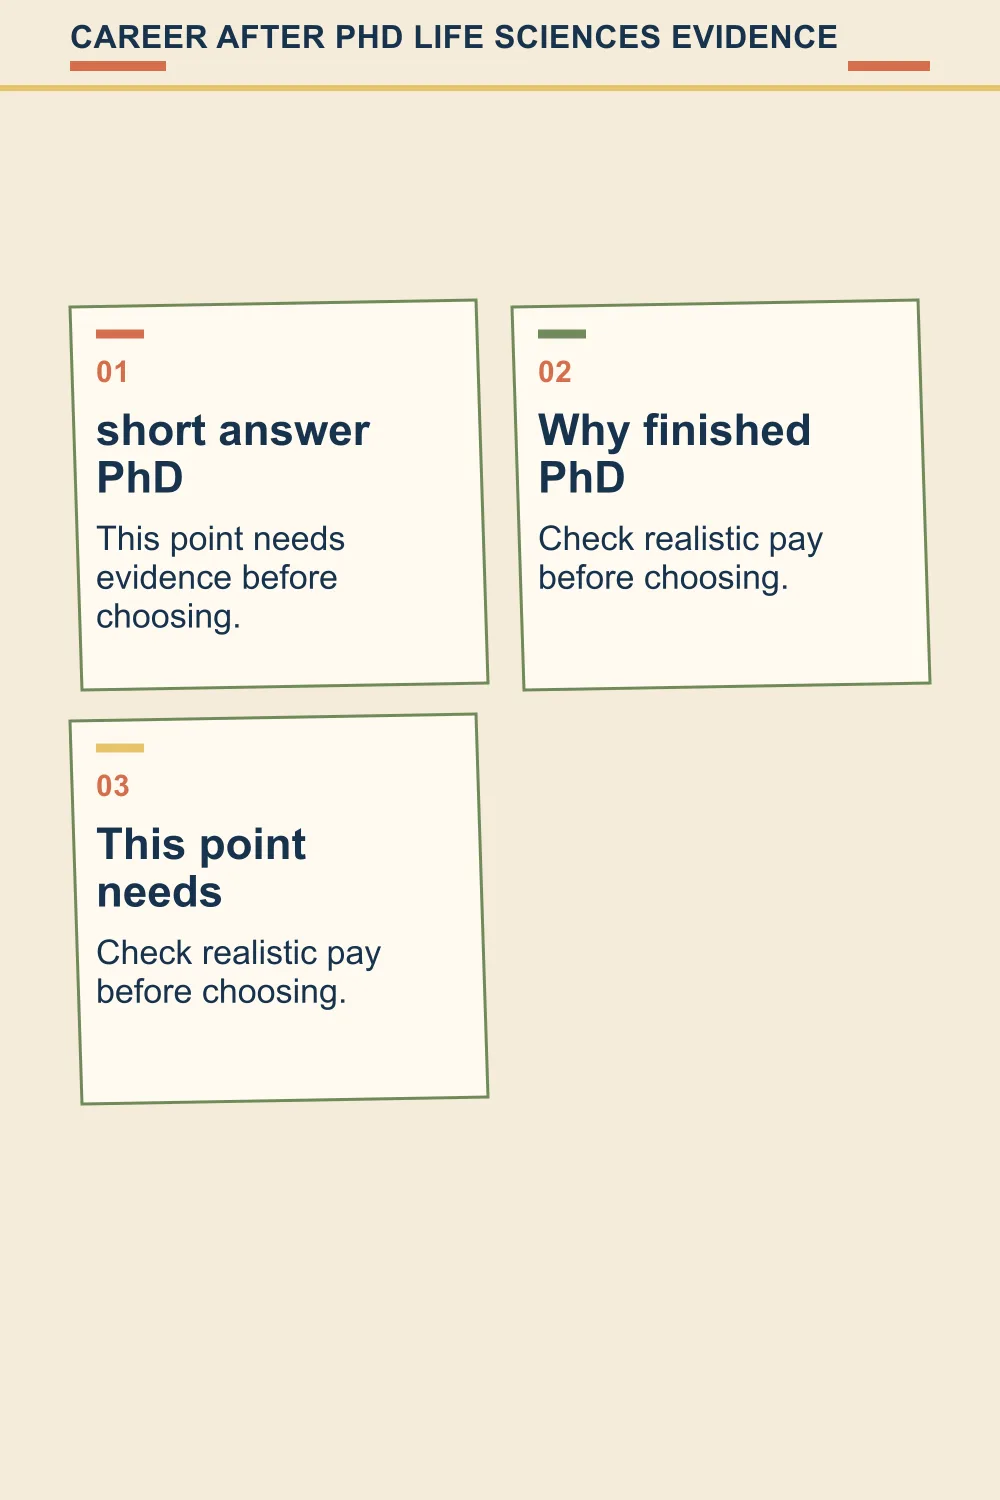 CAREER AFTER PHD LIFE SCIENCES EVIDENCE
01
short answer
PhD
This point needs
evidence before
choosing.
02
Why finished
PhD
Check realistic pay
before choosing.
03
This point
needs
Check realistic pay
before choosing.